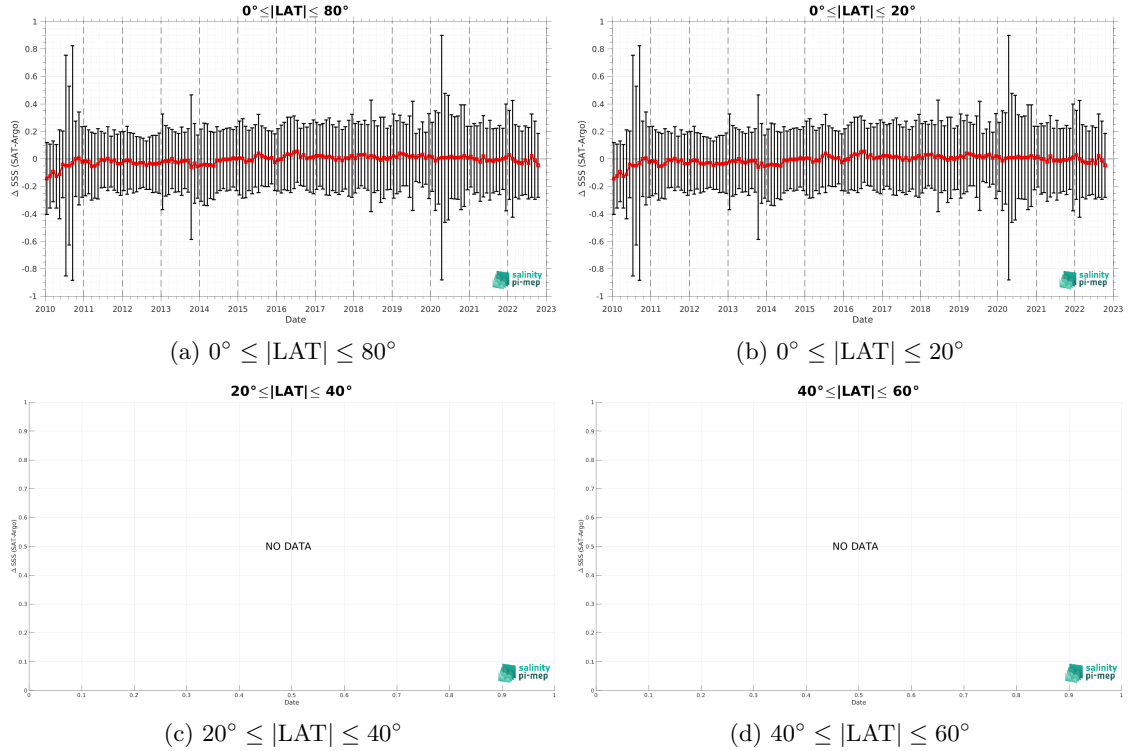 0°≤|LAT|≤ 80°
1
0.8
0.6
0.4
0.2
0
-0.2
-0.4
-0.6
-0.8
-1
Δ SSS (SAT-Argo)
2010 2011 2012 2013 2014 2015 2016 2017 2018 2019 2020 2021 2022 2023
Date
salinity
pi-mep
(a) 0° ≤ |LAT| ≤ 80°
0°≤|LAT|≤ 20°
1
0.8
0.6
0.4
0.2
0
-0.2
-0.4
-0.6
-0.8
-1
Δ SSS (SAT-Argo)
2010 2011 2012 2013 2014 2015 2016 2017 2018 2019 2020 2021 2022 2023
Date
salinity
pi-mep
(b) 0° ≤ |LAT| ≤ 20°
20°≤|LAT|≤ 40°
1
0.9
0.8
0.7
0.6
0.5
0.4
0.3
0.2
0.1
0
Δ SSS (SAT-Argo)
NO DATA
0 0.1 0.2 0.3 0.4 0.5 0.6 0.7 0.8 0.9 1
Date
salinity
pi-mep
(c) 20° ≤ |LAT| ≤ 40°
40°≤|LAT|≤ 60°
1
0.9
0.8
0.7
0.6
0.5
0.4
0.3
0.2
0.1
0
Δ SSS (SAT-Argo)
NO DATA
0 0.1 0.2 0.3 0.4 0.5 0.6 0.7 0.8 0.9 1
Date
salinity
pi-mep
(d) 40° ≤ |LAT| ≤ 60°